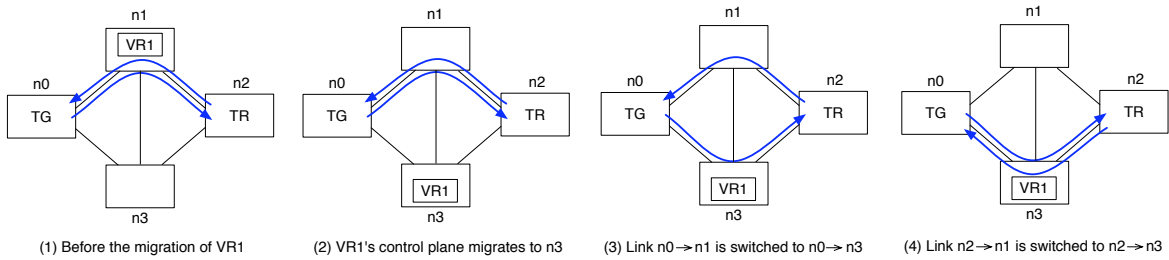 n1
VR1
n0
n2
TG
TR
n3
(1) Before the migration of VR1
n1
n0
n2
TG
TR
VR1
n3
(2) VR1's control plane migrates to n3
n1
n0
n2
TG
TR
VR1
n3
(3) Link n0→n1 is switched to n0→n3
n1
n0
n2
TG
TR
VR1
n3
(4) Link n2→n1 is switched to n2→n3